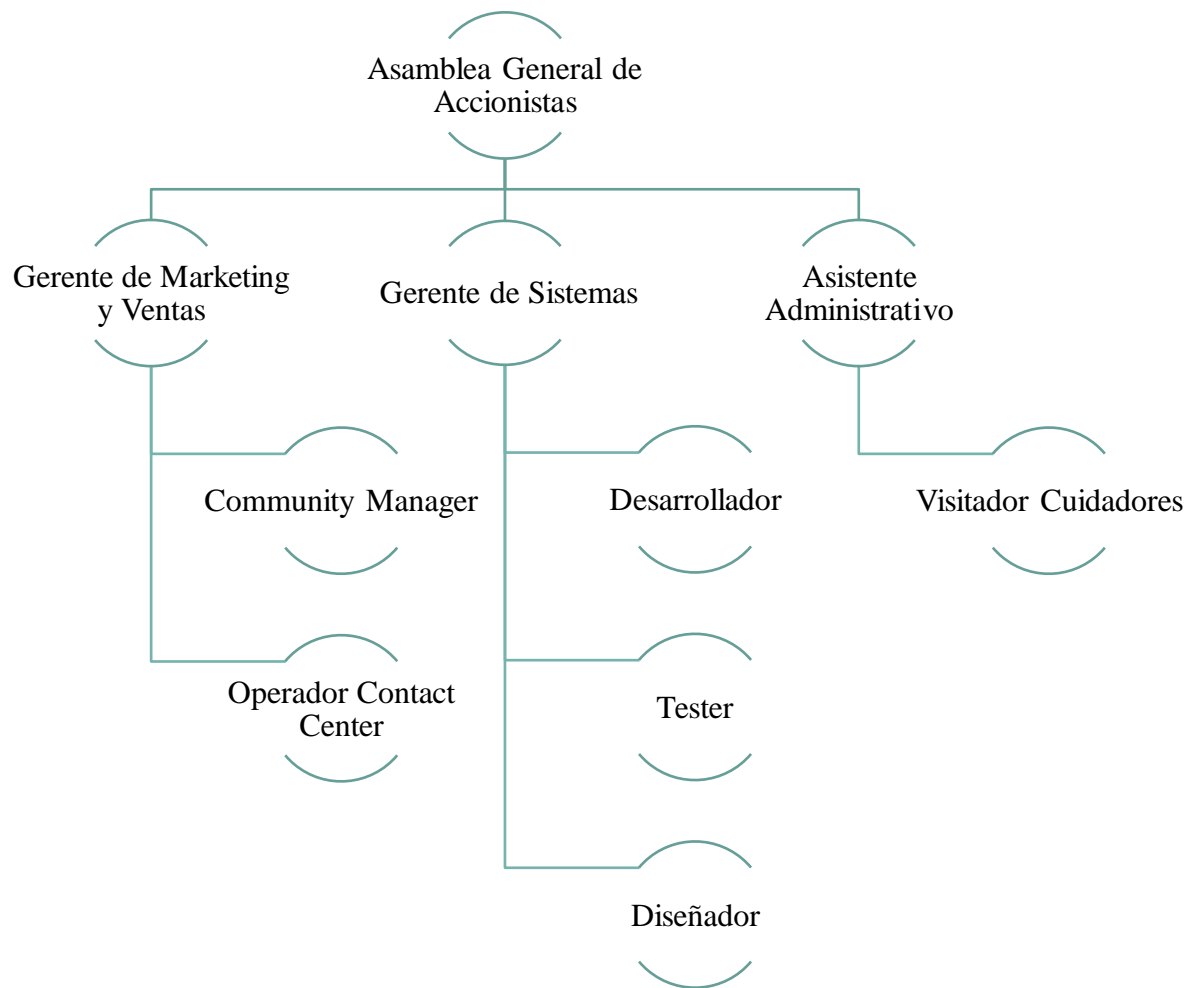 Asamblea General de
Accionistas
Gerente de Marketing
y Ventas
Gerente de Sistemas
Asistente
Administrativo
Community Manager
Desarrollador
Visitador Cuidadores
Operador Contact
Center
Tester
Diseñador